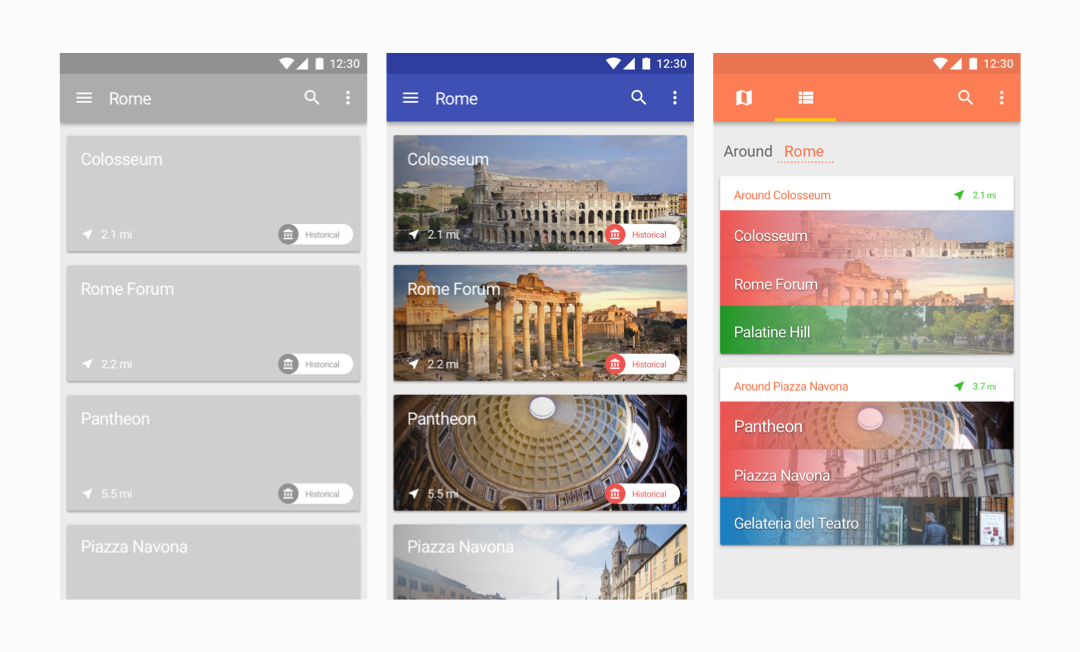 12:30
Rome
Colosseum
2.1 mi
Historical
Rome Forum
2.2 mi
Historical
Pantheon
5.5 mi
Historical
Piazza Navona
12:30
Rome
Colosseum
2.1 mi
Historical
Rome Forum
2.2 mi
Historical
Pantheon
5.5 mi
Historical
Piazza Navona
12:30
Around Rome
Around Colosseum 2.1 mi
Colosseum
Rome Forum
Palatine Hill
Around Piazza Navona 3.7 mi
Pantheon
Piazza Navona
Gelateria del Teatro